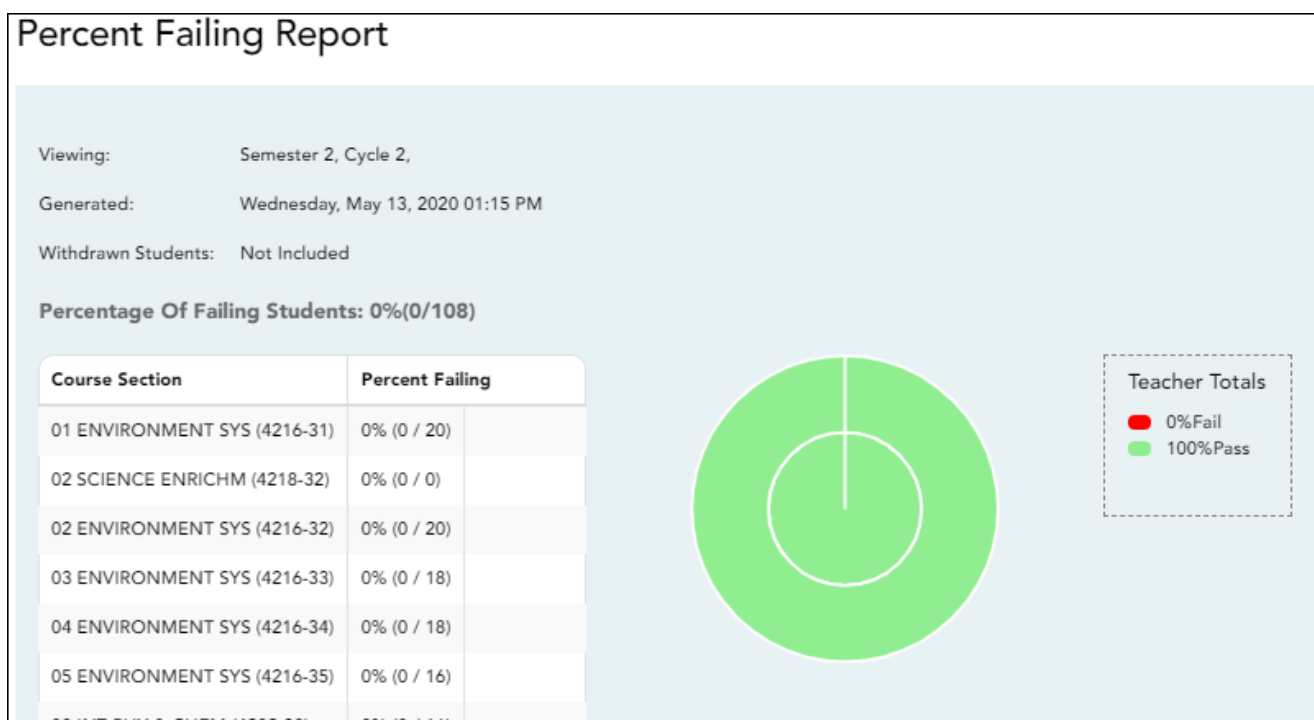 Percent Failing Report
Viewing: Semester 2, Cycle 2,
Generated: Wednesday, May 13, 2020 01:15 PM
Withdrawn Students: Not Included
Percentage Of Failing Students: 0%(0/108)
Course Section Percent Failing
01 ENVIRONMENT SYS (4216-31) 0% (0 / 20)
02 SCIENCE ENRICHM (4218-32) 0% (0 / 0)
02 ENVIRONMENT SYS (4216-32) 0% (0 / 20)
03 ENVIRONMENT SYS (4216-33) 0% (0 / 18)
04 ENVIRONMENT SYS (4216-34) 0% (0 / 18)
05 ENVIRONMENT SYS (4216-35) 0% (0 / 16)
Teacher Totals
0%Fail
100%Pass